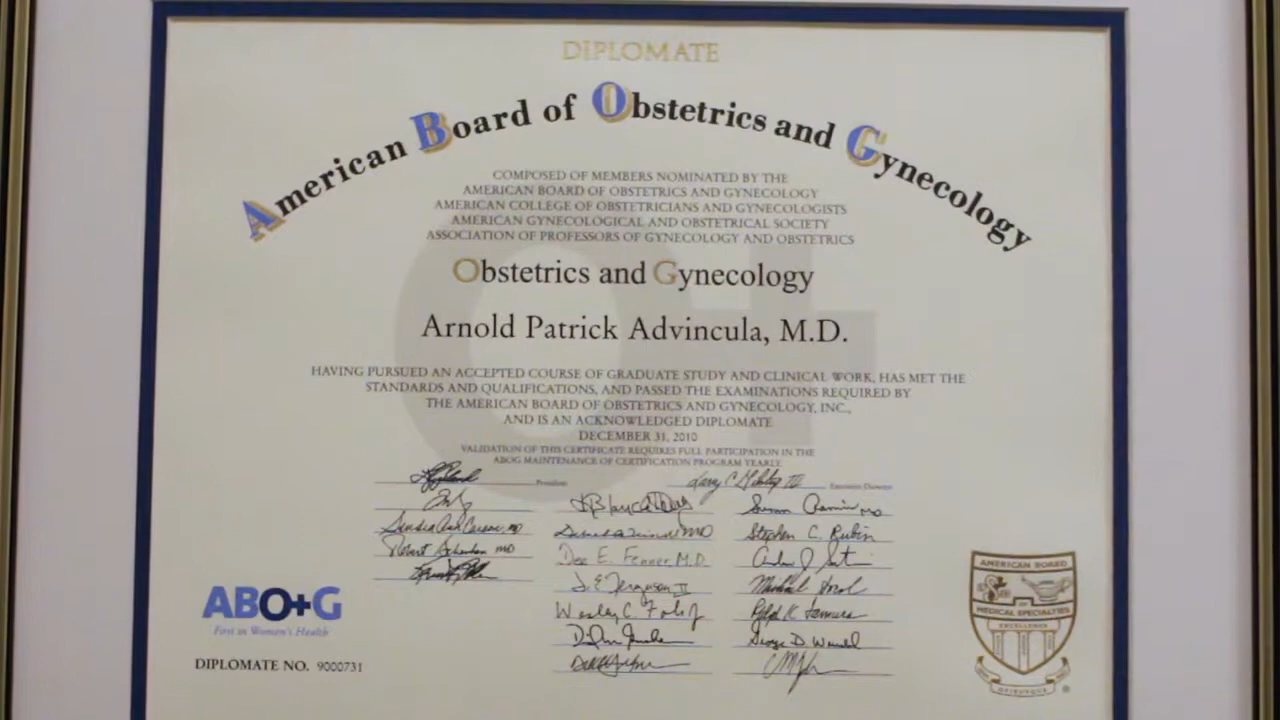 DIPLOMATE
American Board of Obstetrics and Gynecology
COMPOSED OF MEMBERS NOMINATED BY THE
AMERICAN BOARD OF OBSTETRICS AND GYNECOLOGY
AMERICAN COLLEGE OF OBSTETRICIANS AND GYNECOLOGISTS
AMERICAN GYNECOLOGICAL AND OBSTETRICAL SOCIETY
ASSOCIATION OF PROFESSORS OF GYNECOLOGY AND OBSTETRICS
Obstetrics and Gynecology
Arnold Patrick Advincula, M.D.
HAVING PURSUED AN ACCEPTED COURSE OF GRADUATE STUDY AND CLINICAL WORK, HAS MET THE
STANDARDS AND QUALIFICATIONS, AND PASSED THE EXAMINATIONS REQUIRED BY
THE AMERICAN BOARD OF OBSTETRICS AND GYNECOLOGY, INC.,
AND IS AN ACKNOWLEDGED DIPLOMATE
DECEMBER 31, 2010
VALIDATION OF THIS CERTIFICATE REQUIRES FULL PARTICIPATION IN THE
ABOG MAINTENANCE OF CERTIFICATION PROGRAM YEARLY.
President
Executive Director
Stephen C. Rubin
Dee E. Fenner, M.D.
ABO+G
First in Women's Health
DIPLOMATE NO. 9000731
AMERICAN BOARD
OF
MEDICAL SPECIALTIES
EXCELLENCE